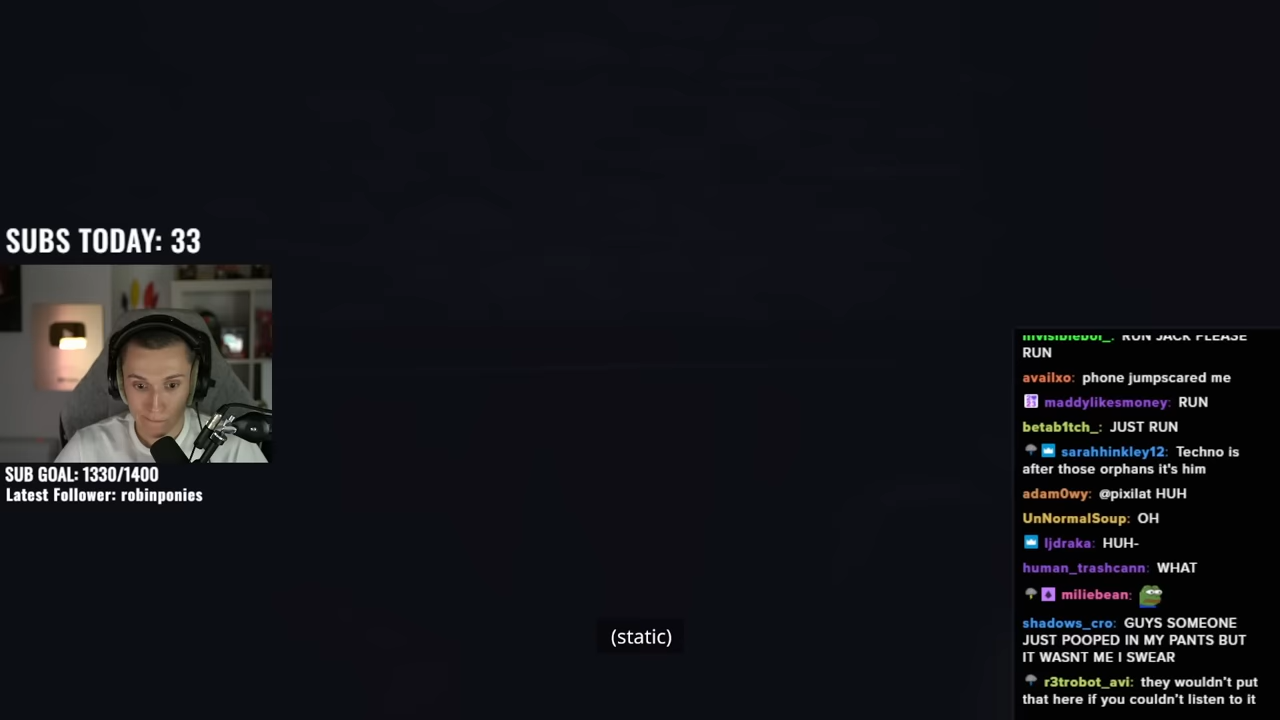 SUBS TODAY: 33
SUB GOAL: 1330/1400
Latest Follower: robinponies
(static)
RUN JACK PLEASE
RUN
availxo: phone jumpscared me
maddylikesmoney: RUN
betab1tch_: JUST RUN
sarahhinkley12: Techno is
after those orphans it's him
adam0wy: @pixilat HUH
UnNormalSoup: OH
ljdraka: HUH-
human_trashcann: WHAT
miliebean:
shadows_cro: GUYS SOMEONE
JUST POOPED IN MY PANTS BUT
IT WASNT ME I SWEAR
r3trobot_avi: they wouldn't put
that here if you couldn't listen to it